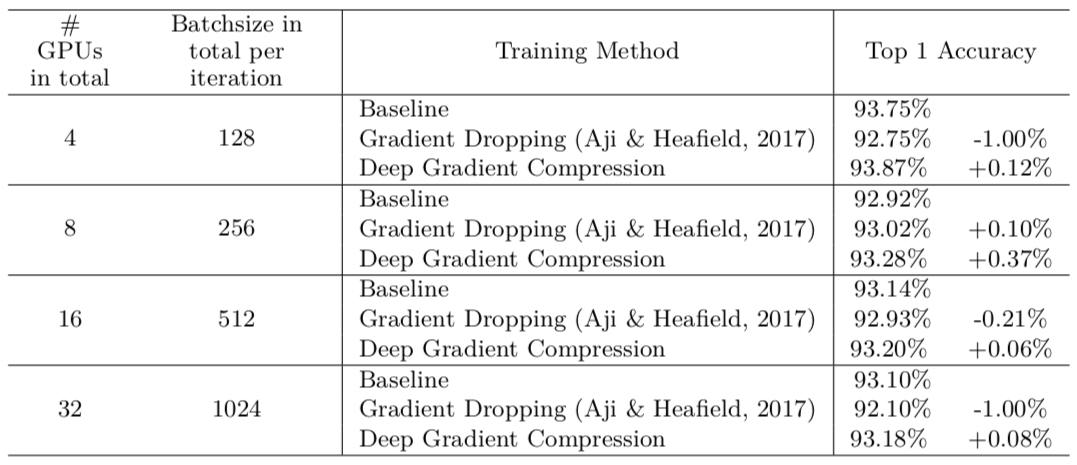 # GPUs in total | Batchsize in total per iteration | Training Method | Top 1 Accuracy
4 | 128 | Baseline | 93.75%
Gradient Dropping (Aji & Heafield, 2017) | 92.75% | -1.00%
Deep Gradient Compression | 93.87% | +0.12%
8 | 256 | Baseline | 92.92%
Gradient Dropping (Aji & Heafield, 2017) | 93.02% | +0.10%
Deep Gradient Compression | 93.28% | +0.37%
16 | 512 | Baseline | 93.14%
Gradient Dropping (Aji & Heafield, 2017) | 92.93% | -0.21%
Deep Gradient Compression | 93.20% | +0.06%
32 | 1024 | Baseline | 93.10%
Gradient Dropping (Aji & Heafield, 2017) | 92.10% | -1.00%
Deep Gradient Compression | 93.18% | +0.08%